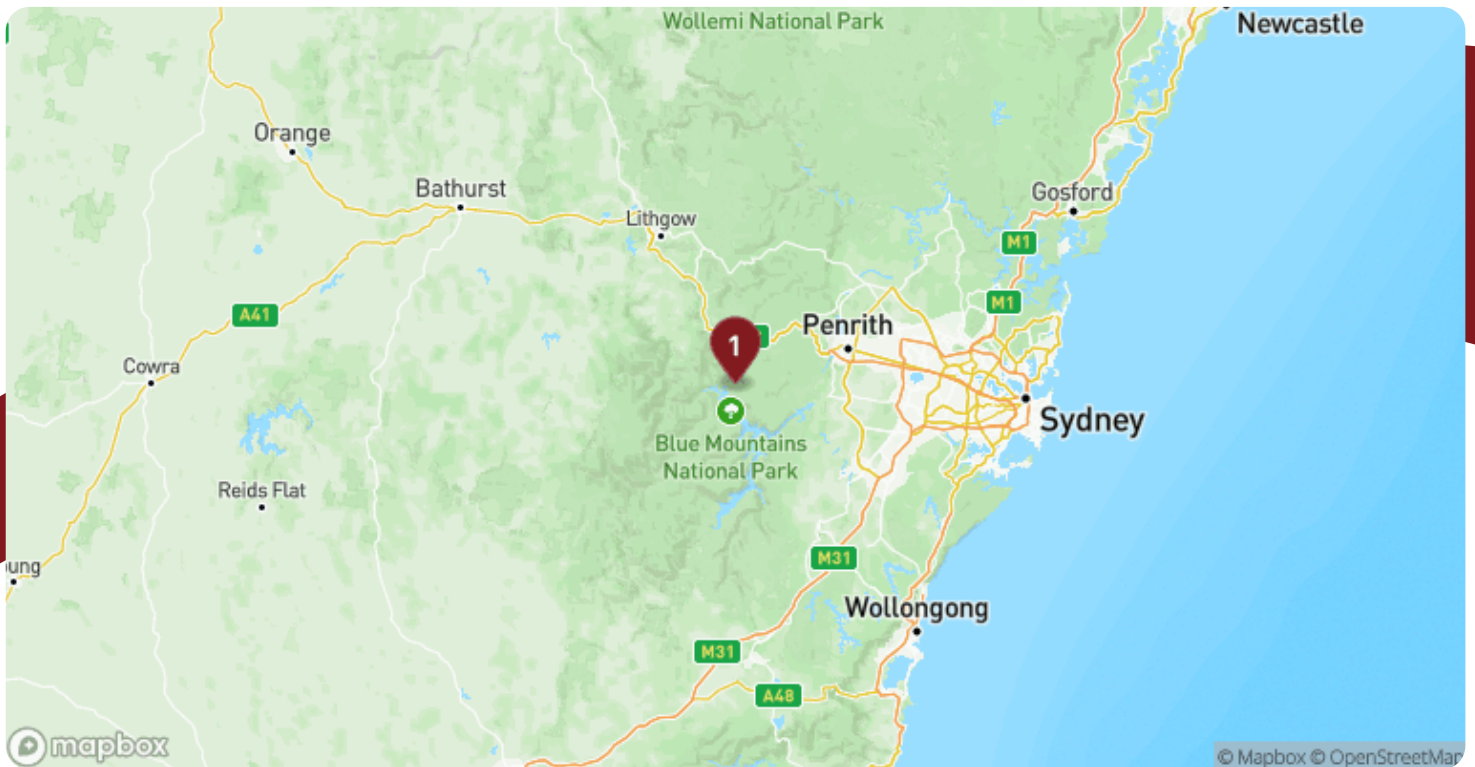 Wollemi National Park
Newcastle
Orange
Bathurst
Gosford
Lithgow
M1
A41
M1
Penrith
1
Cowra
Sydney
Blue Mountains
National Park
Reids Flat
M31
ung
Wollongong
M31
A48
mapbox
© Mapbox © OpenStreetMap